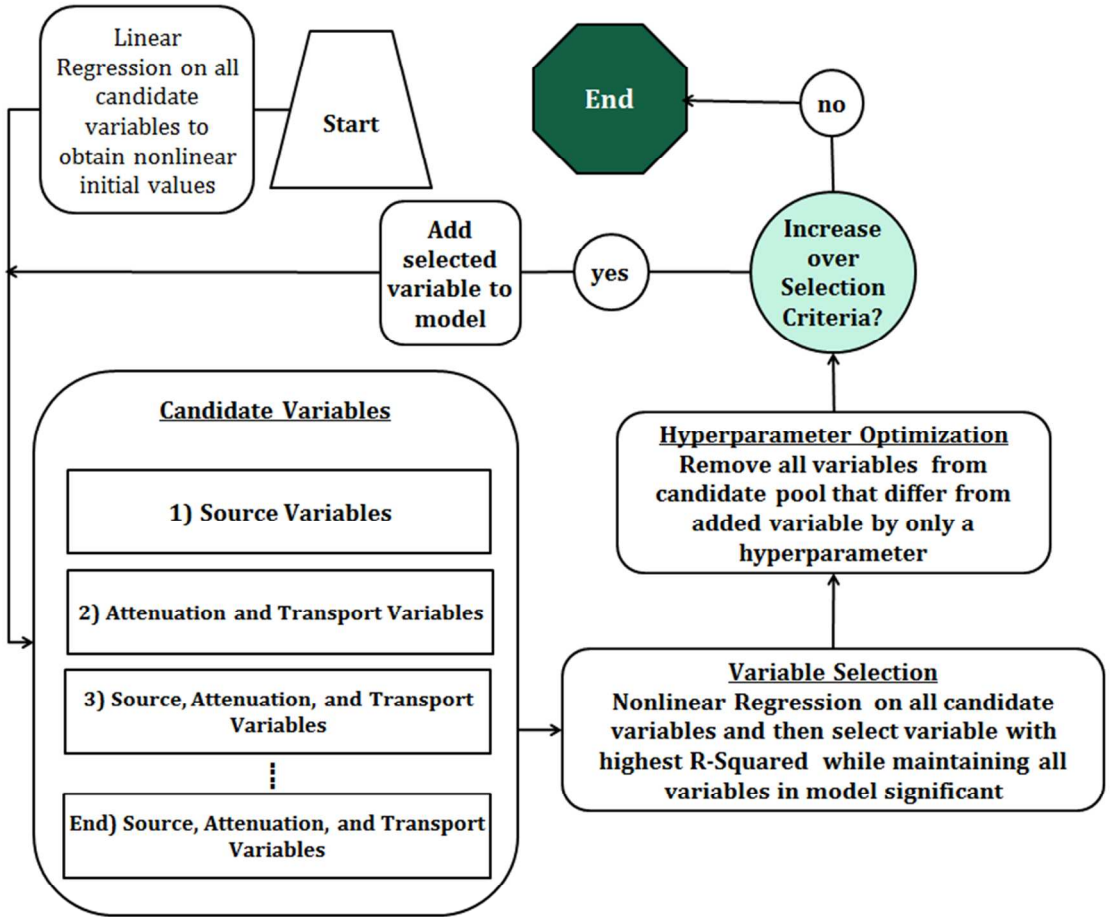 Linear
Regression on all
candidate
variables to
obtain nonlinear
initial values
Start
End
no
Add
selected
variable to
model
yes
Increase
over
Selection
Criteria?
Candidate Variables
1) Source Variables
2) Attenuation and Transport Variables
3) Source, Attenuation, and Transport
Variables
End) Source, Attenuation, and Transport
Variables
Hyperparameter Optimization
Remove all variables from
candidate pool that differ from
added variable by only a
hyperparameter
Variable Selection
Nonlinear Regression on all candidate
variables and then select variable with
highest R-Squared while maintaining all
variables in model significant